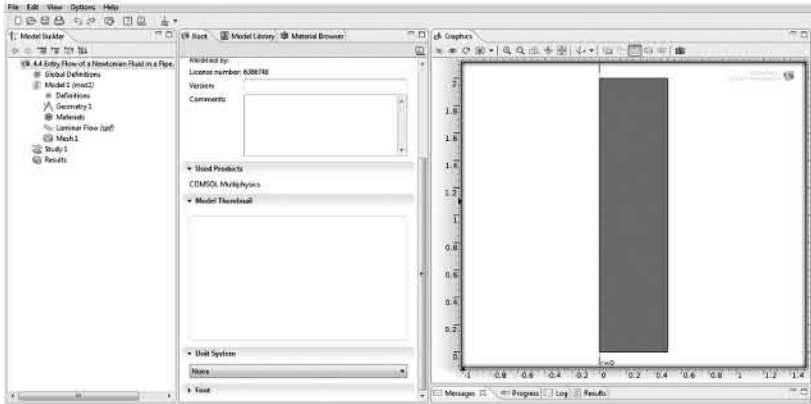 File Edit View Options Help
Model Builder
4.4 Entry Flow of a Newtonian Fluid in a Pipe.
Global Definitions
Model 1 (mod1)
Definitions
Geometry 1
Materials
Laminar Flow (spf)
Mesh 1
Study 1
Results
Root Model Library Material Browser
Modified by:
License number: 6386748
Version:
Comments:
Used Products
COMSOL Multiphysics
Model Thumbnail
Unit System
None
Font
Graphics
2
1.8
1.6
1.4
1.2
1
0.8
0.6
0.4
0.2
0
r=0
-1 -0.8 -0.6 -0.4 -0.2 0 0.2 0.4 0.6 0.8 1 1.2 1.4
Messages Progress Log Results